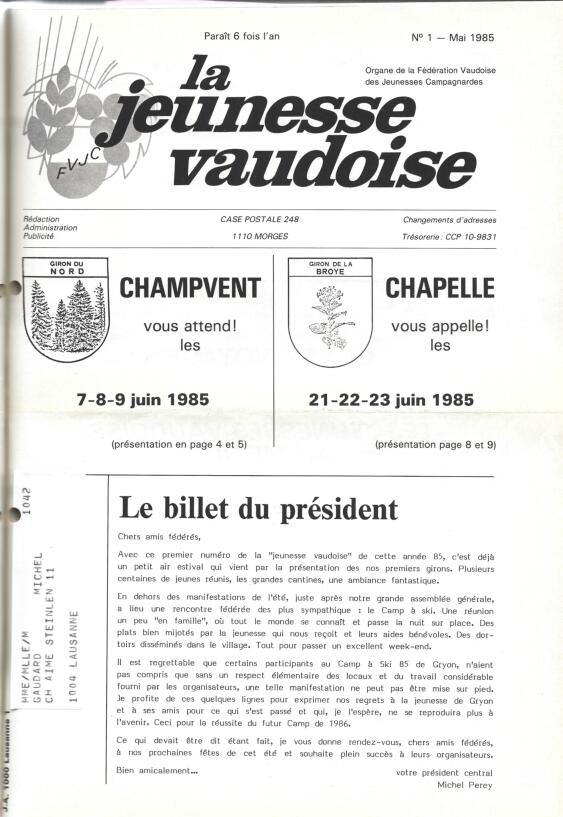 Paraît 6 fois l'an
N° 1 – Mai 1985
la
jeunesse
vaudoise
Organe de la Fédération Vaudoise
des Jeunesses Campagnardes
FVJC
Rédaction
Administration
Publicité
CASE POSTALE 248
1110 MORGES
Changements d'adresses
Trésorerie: CCP 10-9831
GIRON DU
NORD
CHAMPVENT
vous attend!
les
7-8-9 juin 1985
(présentation en page 4 et 5)
GIRON DE LA
BROYE
CHAPELLE
vous appelle!
les
21-22-23 juin 1985
(présentation page 8 et 9)
Le billet du président
Chers amis fédérés,
Avec ce premier numéro de la "jeunesse vaudoise" de cette année 85, c'est déjà
un petit air estival qui vient par la présentation des nos premiers girons. Plusieurs
centaines de jeunes réunis, les grandes cantines, une ambiance fantastique.
En dehors des manifestations de l'été, juste après notre grande assemblée générale,
a lieu une rencontre fédérée des plus sympathique : le Camp à ski. Une réunion
un peu "en famille", où tout le monde se connaît et passe la nuit sur place. Des
plats bien mijotés par la jeunesse qui nous reçoit et leurs aides bénévoles. Des dor-
toirs disséminés dans le village. Tout pour passer un excellent week-end.
Il est regrettable que certains participants au Camp à Ski 85 de Gryon, n'aient
pas compris que sans un respect élémentaire des locaux et du travail considérable
fourni par les organisateurs, une telle manifestation ne peut pas être mise sur pied.
Je profite de ces quelques lignes pour exprimer nos regrets à la jeunesse de Gryon
et à ses amis pour ce qui s'est passé et qui, je l'espère, ne se reproduira plus à
l'avenir. Ceci pour la réussite du futur Camp de 1986.
Ce qui devait être dit étant fait, je vous donne rendez-vous, chers amis fédérés,
à nos prochaines fêtes de cet été et souhaite plein succès à leurs organisateurs.
Bien amicalement...
votre président central
Michel Perey
1042
MME/MLLE/M
GAUDARD MICHEL
CH AIME STEINLEN 11
1004 LAUSANNE
J.A. 1000 Lausanne 1